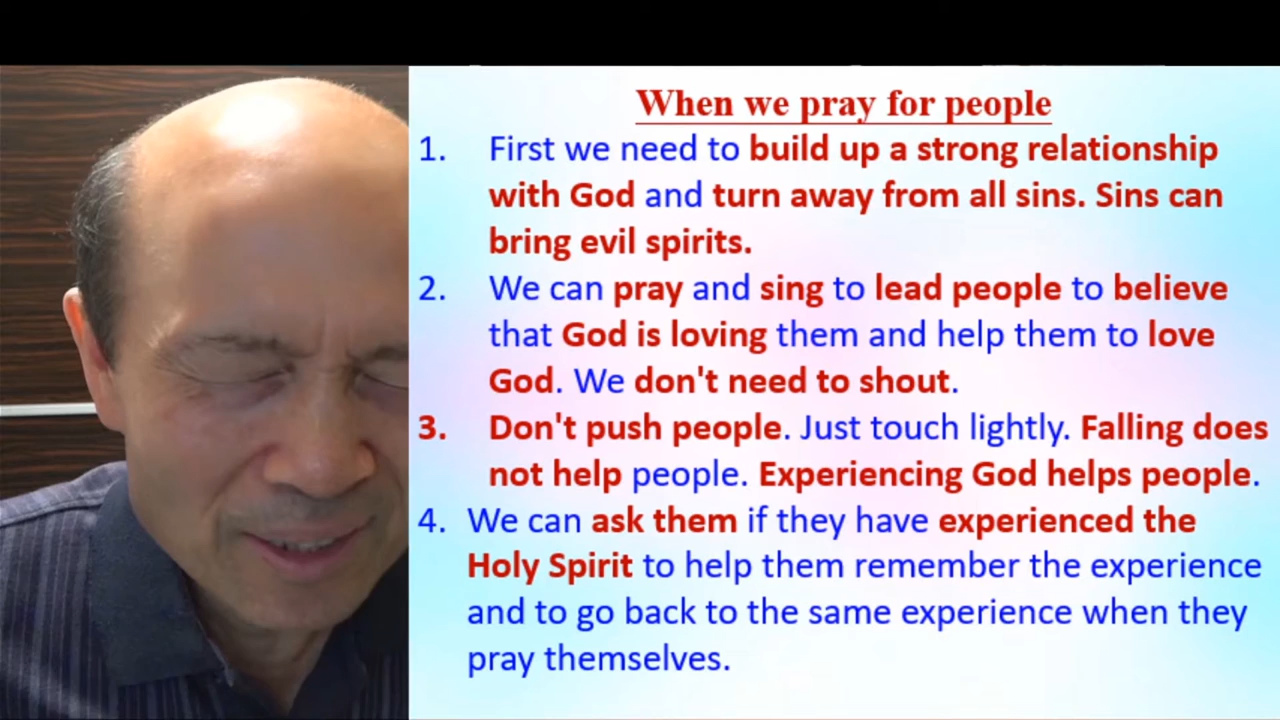 When we pray for people
1. First we need to build up a strong relationship
with God and turn away from all sins. Sins can
bring evil spirits.
2. We can pray and sing to lead people to believe
that God is loving them and help them to love
God. We don't need to shout.
3. Don't push people. Just touch lightly. Falling does
not help people. Experiencing God helps people.
4. We can ask them if they have experienced the
Holy Spirit to help them remember the experience
and to go back to the same experience when they
pray themselves.